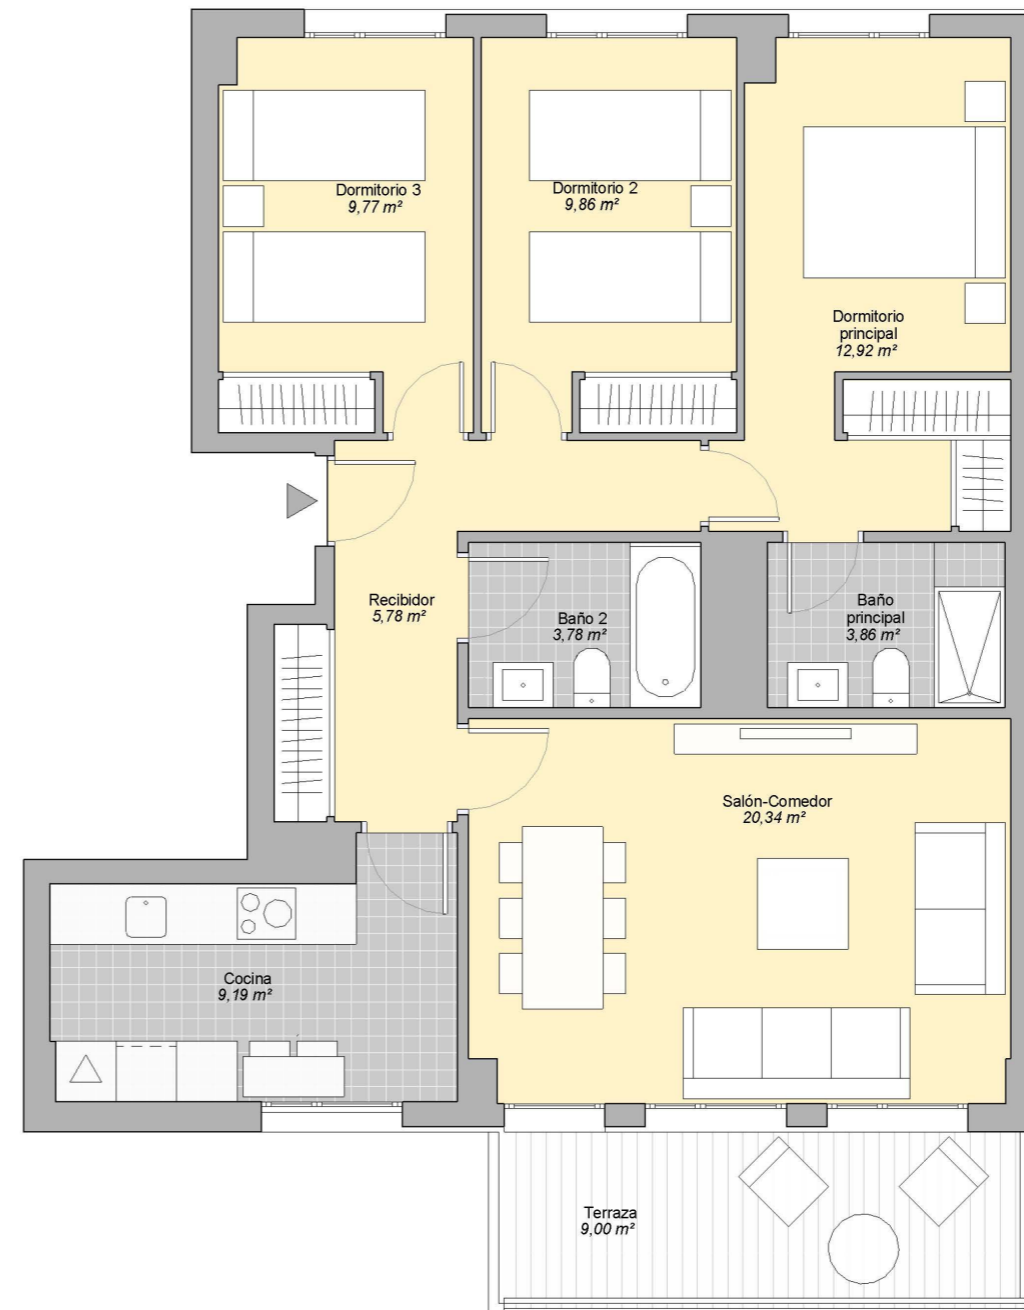 Dormitorio 3
9,77 m²
Dormitorio 2
9,86 m²
Dormitorio
principal
12,92 m²
Recibidor
5,78 m²
Baño 2
3,78 m²
Baño
principal
3,86 m²
Salón-Comedor
20,34 m²
Cocina
9,19 m²
Terraza
9,00 m²